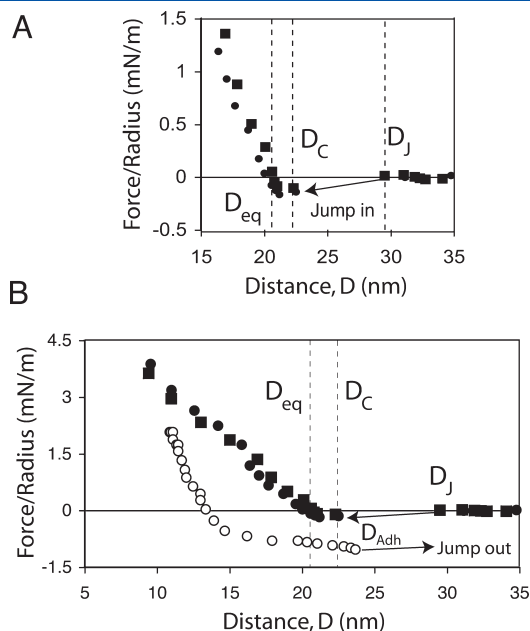 A
Force/Radius (mN/m)
1.5
1
0.5
0
-0.5
D_C
D_J
D_eq
Jump in
15 20 25 30 35
Distance, D (nm)
B
Force/Radius (mN/m)
4.5
3
1.5
0
-1.5
D_eq D_C
D_J
D_Adh
Jump out
5 10 15 20 25 30 35
Distance, D (nm)